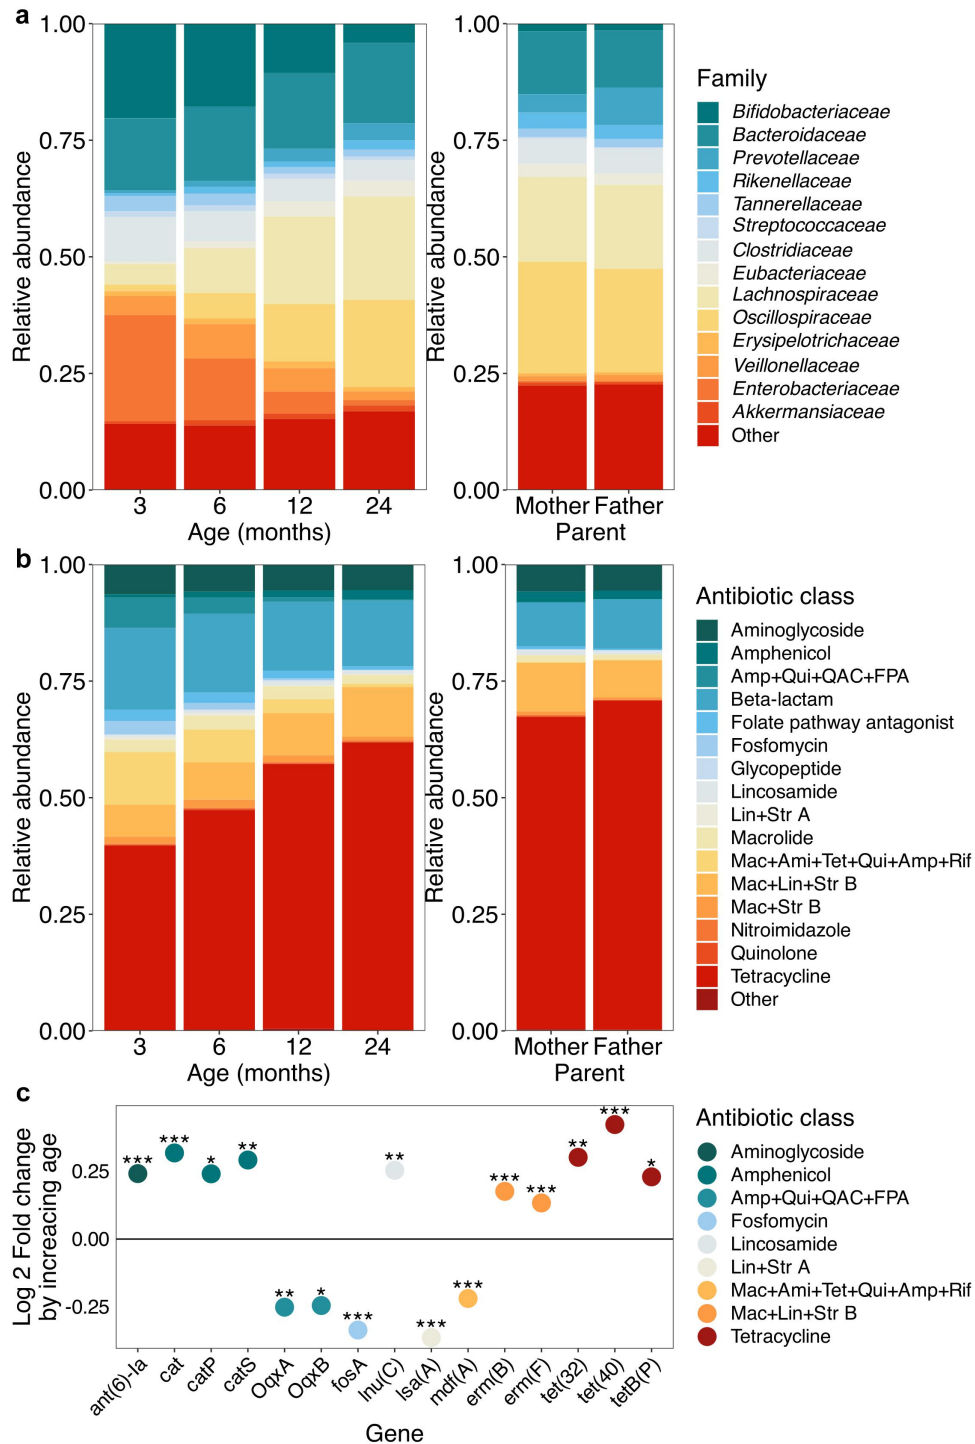 a
1.00
0.75
0.50
0.25
0.00
Relative abundance
3 6 12 24
Age (months)
1.00
0.75
0.50
0.25
0.00
Relative abundance
Mother Father
Parent
Family
Bifidobacteriaceae
Bacteroidaceae
Prevotellaceae
Rikenellaceae
Tannerellaceae
Streptococcaceae
Clostridiaceae
Eubacteriaceae
Lachnospiraceae
Oscillospiraceae
Erysipelotrichaceae
Veillonellaceae
Enterobacteriaceae
Akkermansiaceae
Other
b
1.00
0.75
0.50
0.25
0.00
Relative abundance
3 6 12 24
Age (months)
1.00
0.75
0.50
0.25
0.00
Relative abundance
Mother Father
Parent
Antibiotic class
Aminoglycoside
Amphenicol
Amp+Qui+QAC+FPA
Beta-lactam
Folate pathway antagonist
Fosfomycin
Glycopeptide
Lincosamide
Lin+Str A
Macrolide
Mac+Ami+Tet+Qui+Amp+Rif
Mac+Lin+Str B
Mac+Str B
Nitroimidazole
Quinolone
Tetracycline
Other
c
Log 2 Fold change
by increacing age
0.25
0.00
-0.25
*** *** * ** ** * *** ** *** *** *** *** ** *** *
ant(6)-Ia cat catP catS OqxA OqxB fosA lnu(C) lsa(A) mdf(A) erm(B) erm(F) tet(32) tet(40) tetB(P)
Gene
Antibiotic class
Aminoglycoside
Amphenicol
Amp+Qui+QAC+FPA
Fosfomycin
Lincosamide
Lin+Str A
Mac+Ami+Tet+Qui+Amp+Rif
Mac+Lin+Str B
Tetracycline